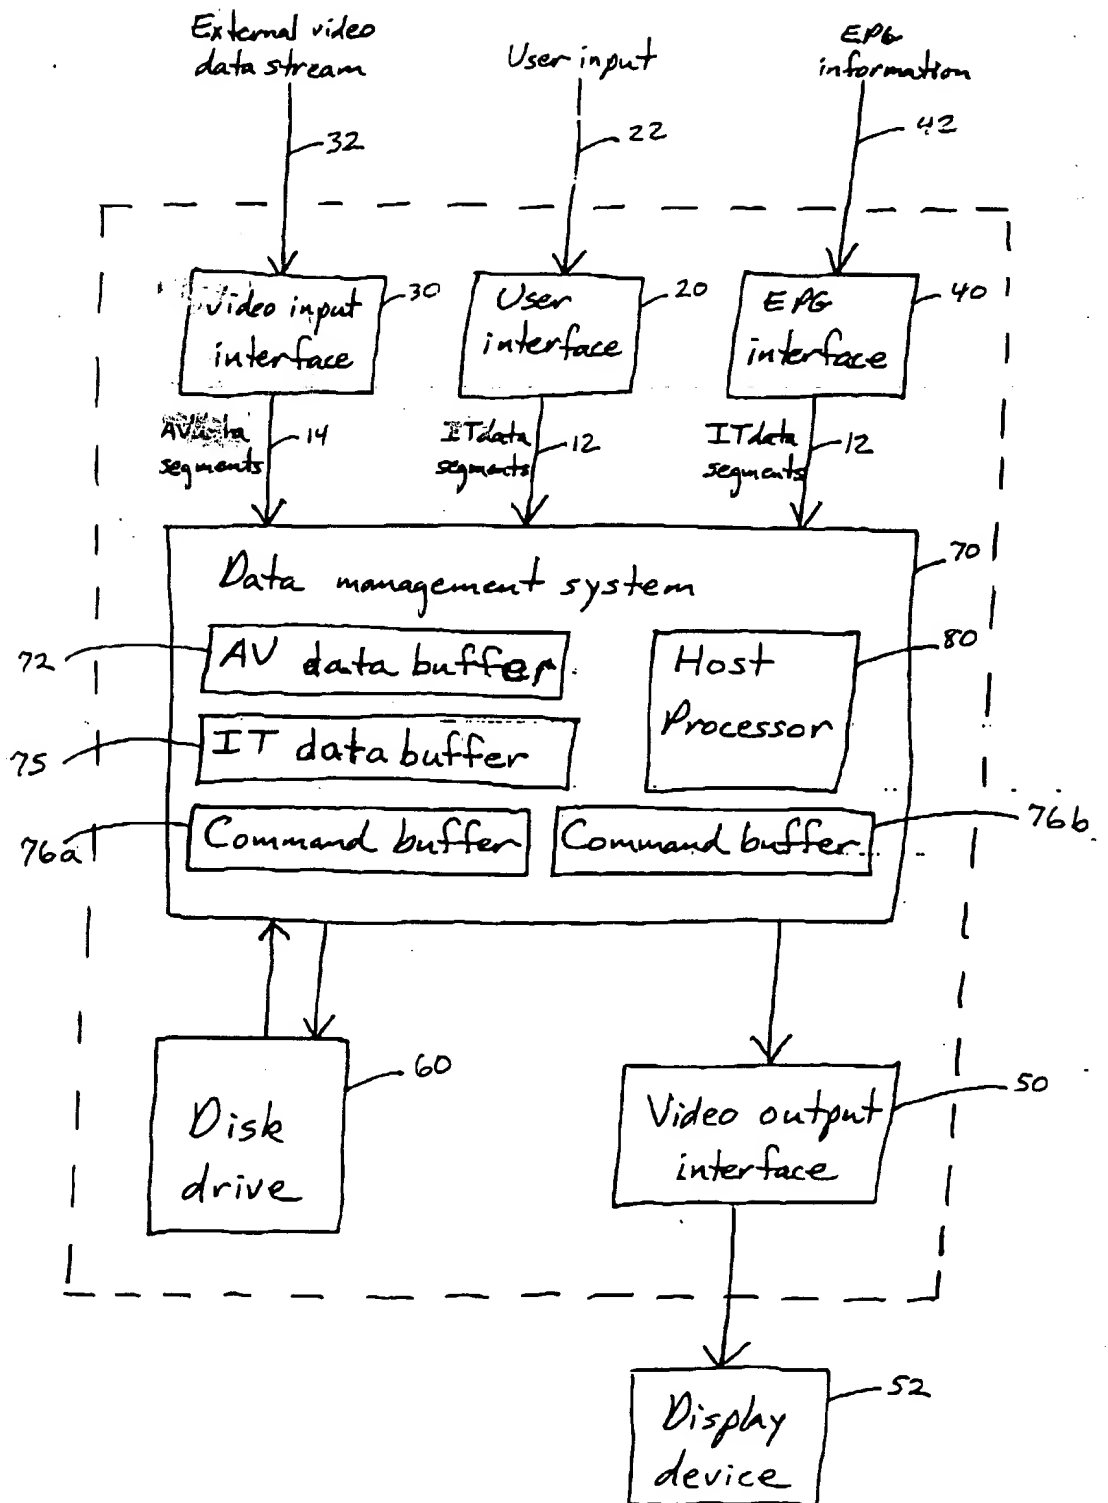 External video
data stream
User input
EPG
information
32
22
42
Video input
interface
30
User
interface
20
EPG
interface
40
AV data
segments
14
IT data
segments
12
IT data
segments
12
Data management system
70
72
AV data buffer
Host
Processor
80
75
IT data buffer
76a
Command buffer
Command buffer
76b
Disk
drive
60
Video output
interface
50
Display
device
52